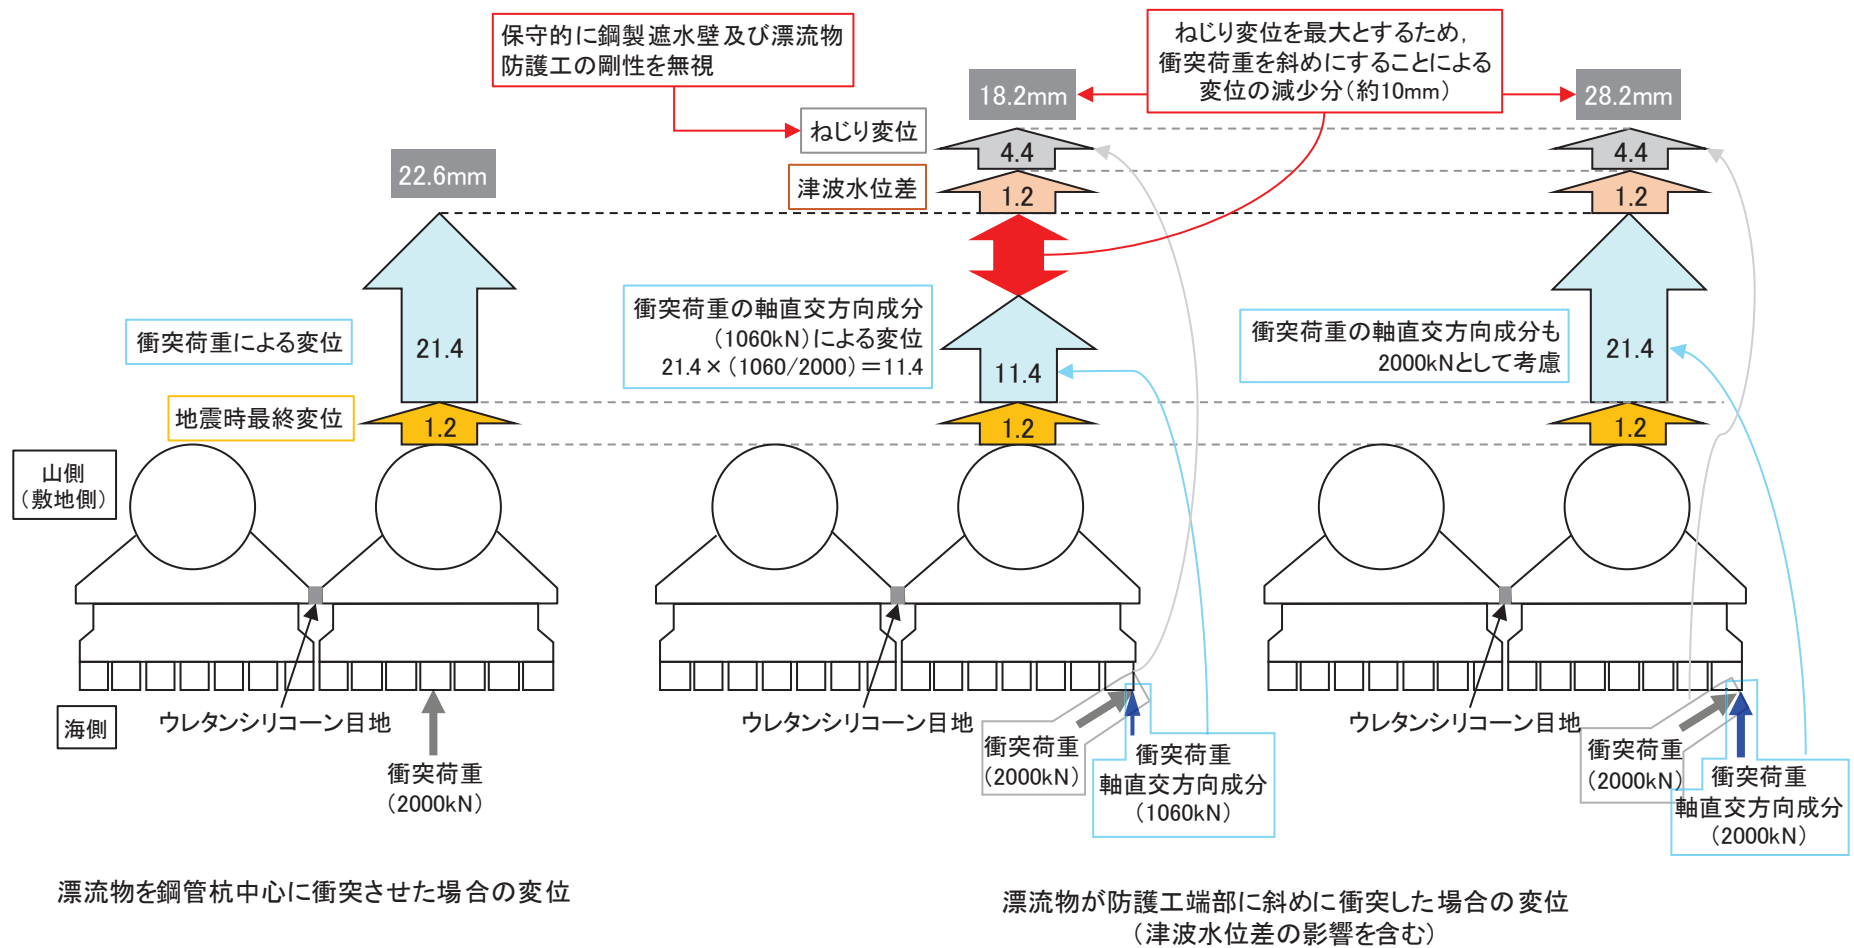 保守的に鋼製遮水壁及び漂流物
防護工の剛性を無視
ねじり変位を最大とするため，
衝突荷重を斜めにすることによる
変位の減少分（約10mm）
18.2mm
28.2mm
ねじり変位
4.4
4.4
22.6mm
津波水位差
1.2
1.2
衝突荷重による変位
21.4
衝突荷重の軸直交方向成分
（1060kN）による変位
21.4×（1060/2000）＝11.4
11.4
衝突荷重の軸直交方向成分も
2000kNとして考慮
21.4
地震時最終変位
1.2
1.2
1.2
山側
（敷地側）
海側
ウレタンシリコーン目地
ウレタンシリコーン目地
ウレタンシリコーン目地
衝突荷重
（2000kN）
衝突荷重
（2000kN）
衝突荷重
軸直交方向成分
（1060kN）
衝突荷重
（2000kN）
衝突荷重
軸直交方向成分
（2000kN）
漂流物を鋼管杭中心に衝突させた場合の変位
漂流物が防護工端部に斜めに衝突した場合の変位
（津波水位差の影響を含む）